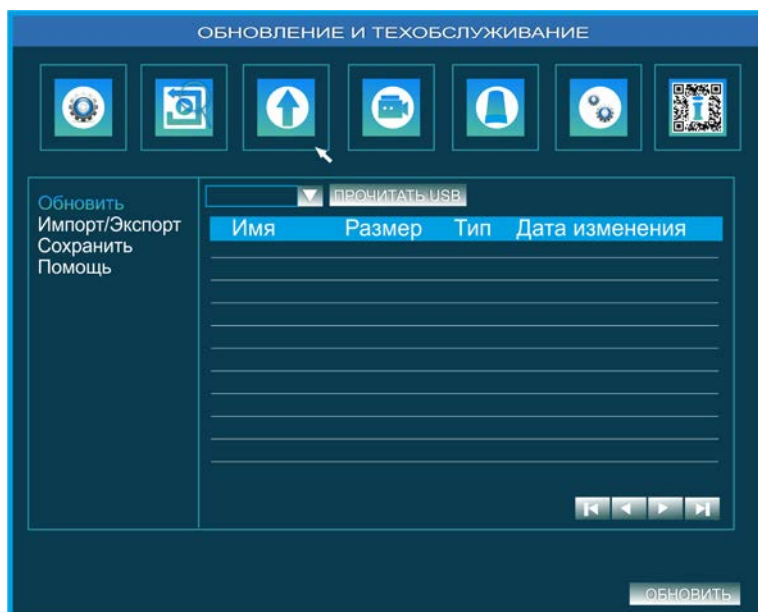 ОБНОВЛЕНИЕ И ТЕХОБСЛУЖИВАНИЕ
Обновить
Импорт/Экспорт
Сохранить
Помощь
ПРОЧИТАТЬ USB
Имя Размер Тип Дата изменения
ОБНОВИТЬ